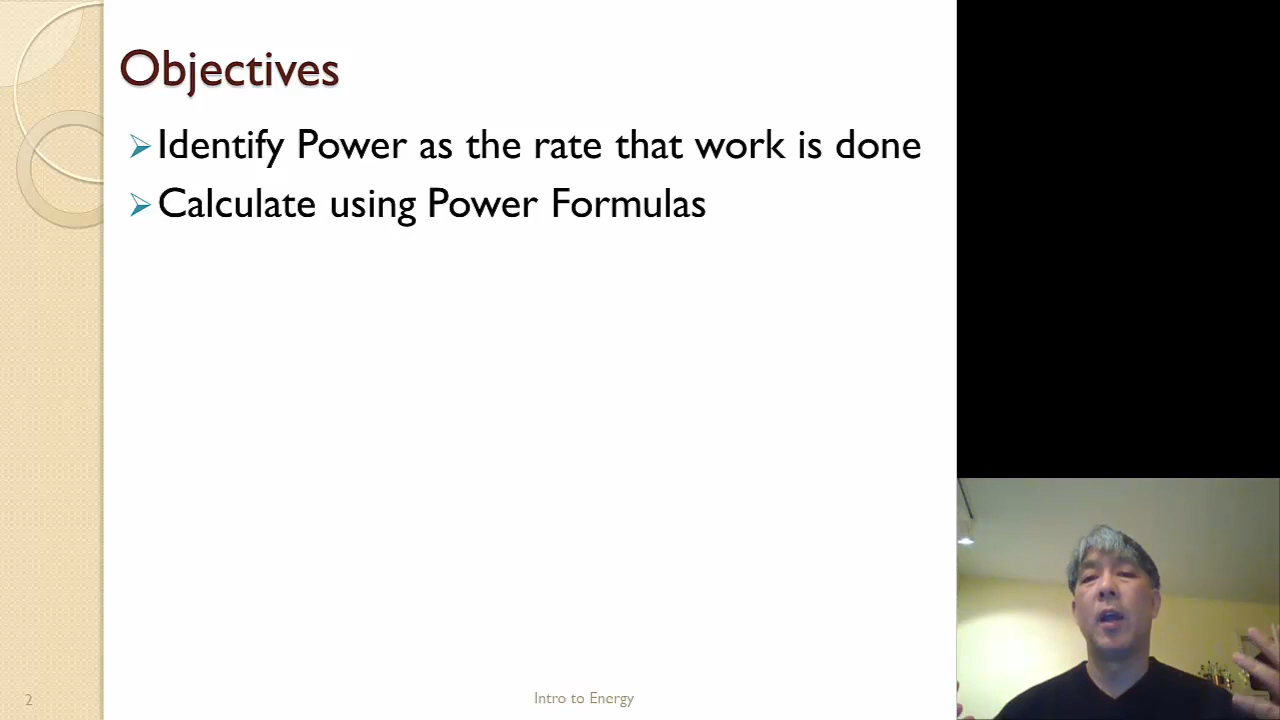 Objectives
Identify Power as the rate that work is done
Calculate using Power Formulas
2
Intro to Energy